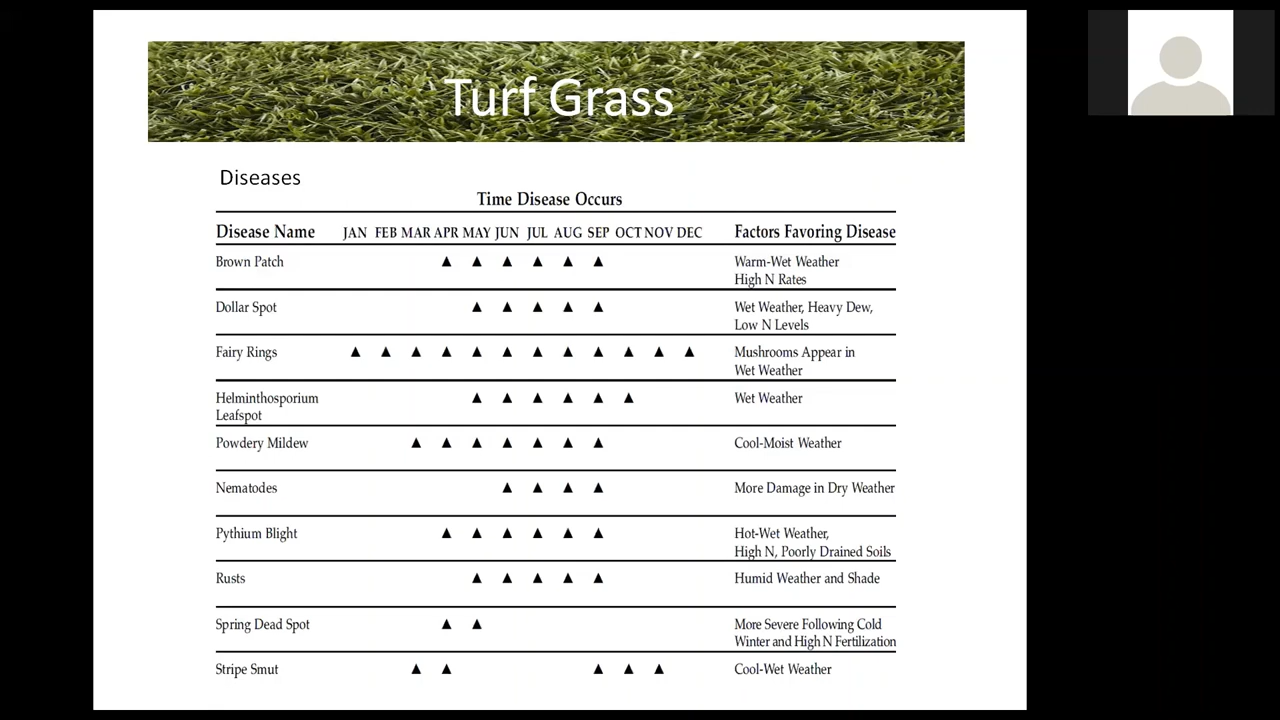 Turf Grass
Diseases
Time Disease Occurs
Disease Name JAN FEB MAR APR MAY JUN JUL AUG SEP OCT NOV DEC Factors Favoring Disease
Brown Patch ▲ ▲ ▲ ▲ ▲ ▲ Warm-Wet Weather
High N Rates
Dollar Spot ▲ ▲ ▲ ▲ ▲ Wet Weather, Heavy Dew,
Low N Levels
Fairy Rings ▲ ▲ ▲ ▲ ▲ ▲ ▲ ▲ ▲ ▲ ▲ ▲ Mushrooms Appear in
Wet Weather
Helminthosporium ▲ ▲ ▲ ▲ ▲ ▲ Wet Weather
Leafspot
Powdery Mildew ▲ ▲ ▲ ▲ ▲ ▲ ▲ Cool-Moist Weather
Nematodes ▲ ▲ ▲ ▲ More Damage in Dry Weather
Pythium Blight ▲ ▲ ▲ ▲ ▲ ▲ Hot-Wet Weather,
High N, Poorly Drained Soils
Rusts ▲ ▲ ▲ ▲ ▲ Humid Weather and Shade
Spring Dead Spot ▲ ▲ More Severe Following Cold
Winter and High N Fertilization
Stripe Smut ▲ ▲ ▲ ▲ ▲ Cool-Wet Weather